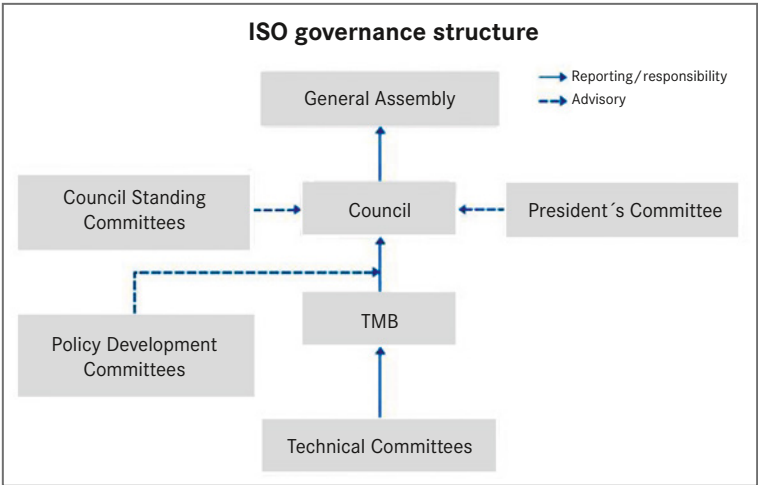 ISO governance structure
General Assembly
Reporting/responsibility
Advisory
Council Standing
Committees
Council
President´s Committee
Policy Development
Committees
TMB
Technical Committees